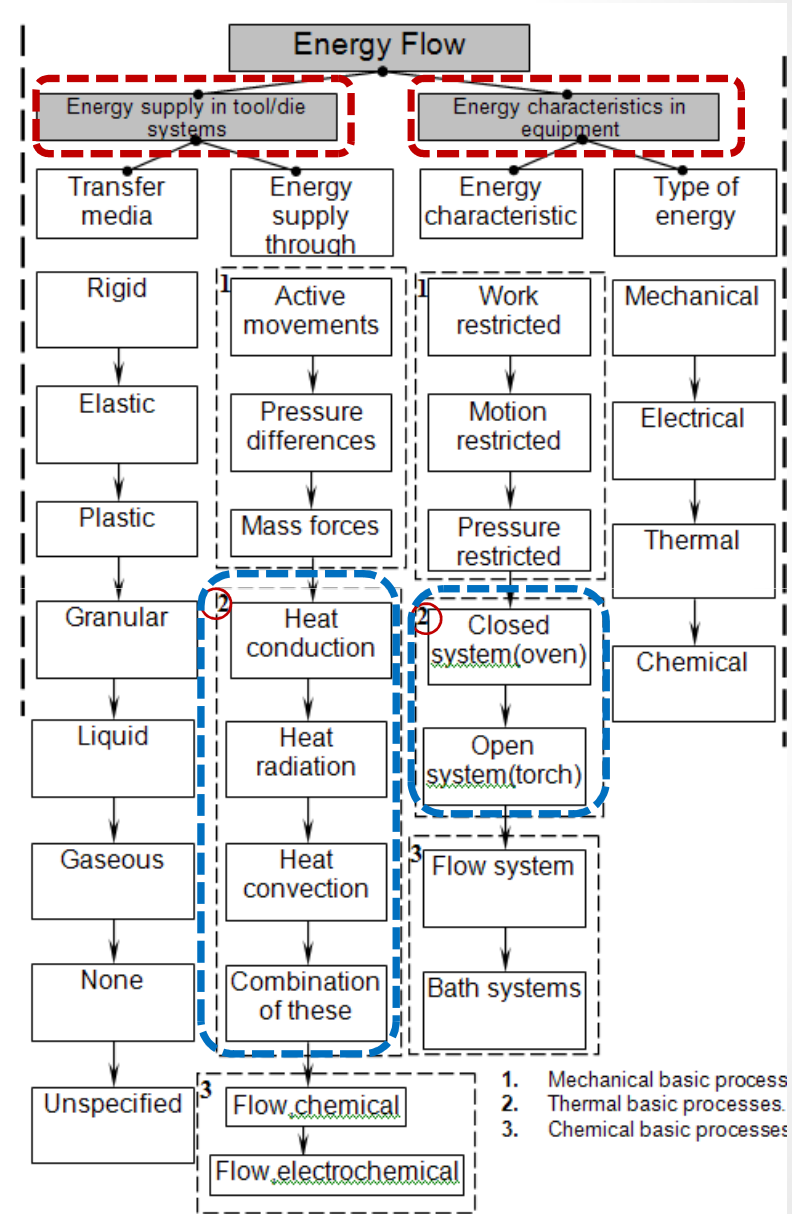 Energy Flow
Energy supply in tool/die
systems
Energy characteristics in
equipment
Transfer
media
Energy
supply
through
Energy
characteristic
Type of
energy
Rigid
Elastic
Plastic
Granular
Liquid
Gaseous
None
Unspecified
1
Active
movements
Pressure
differences
Mass forces
2
Heat
conduction
Heat
radiation
Heat
convection
Combination
of these
3
Flow,chemical
Flow,electrochemical
1
Work
restricted
Motion
restricted
Pressure
restricted
2
Closed
system(oven)
Open
system(torch)
3
Flow system
Bath systems
Mechanical
Electrical
Thermal
Chemical
1. Mechanical basic process
2. Thermal basic processes.
3. Chemical basic processes